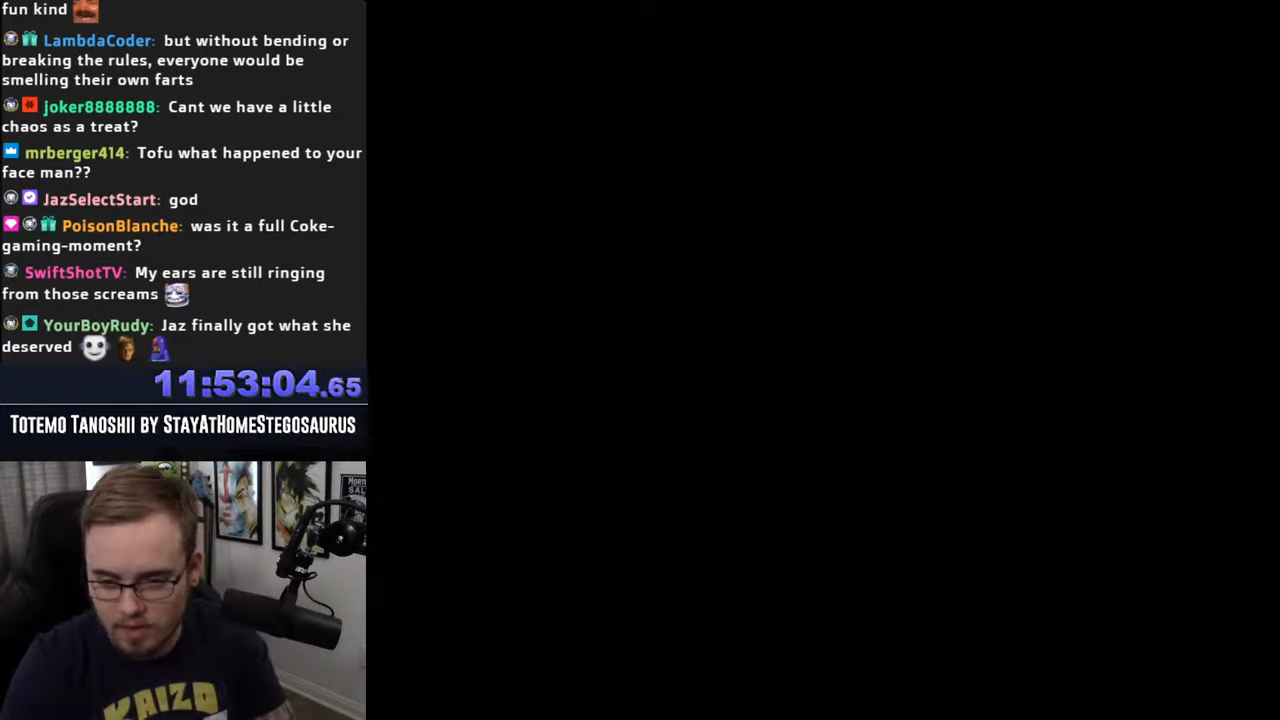 fun kind
LambdaCoder: but without bending or
breaking the rules, everyone would be
smelling their own farts
joker8888888: Cant we have a little
chaos as a treat?
mrberger414: Tofu what happened to your
face man??
JazSelectStart: god
PoisonBlanche: was it a full Coke-
gaming-moment?
SwiftShotTV: My ears are still ringing
from those screams
YourBoyRudy: Jaz finally got what she
deserved
11:53:04.65
TOTEMO TANOSHII BY STAYATHOMESTEGOSAURUS
KAIZO